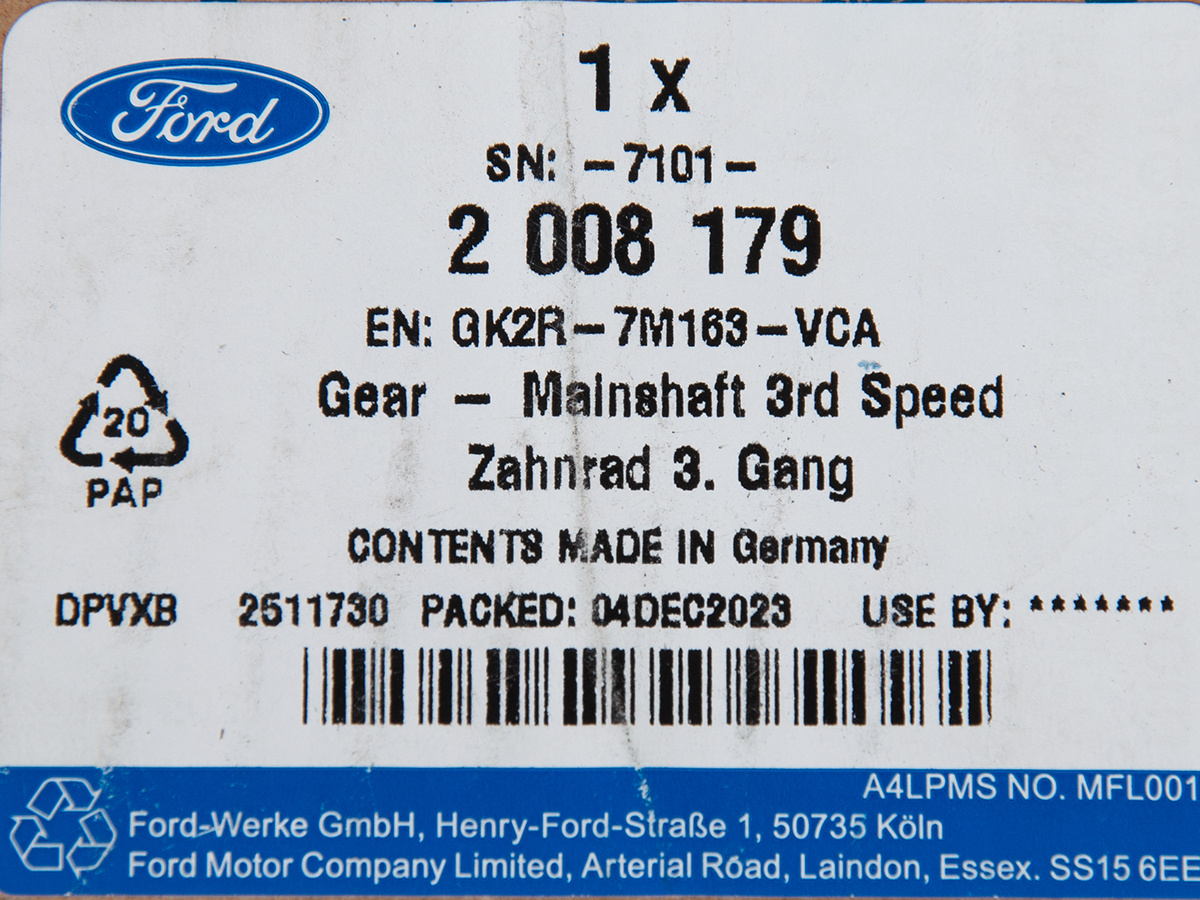 Ford
1 x
SN: -7101-
2 008 179
EN: GK2R-7M163-VCA
Gear - Mainshaft 3rd Speed
20
PAP
Zahnrad 3. Gang
CONTENTS MADE IN Germany
DPVXB 2511730 PACKED: 04DEC2023 USE BY: *******
A4LPMS NO. MFL001
Ford-Werke GmbH, Henry-Ford-Straße 1, 50735 Köln
Ford Motor Company Limited, Arterial Road, Laindon, Essex. SS15 6EE